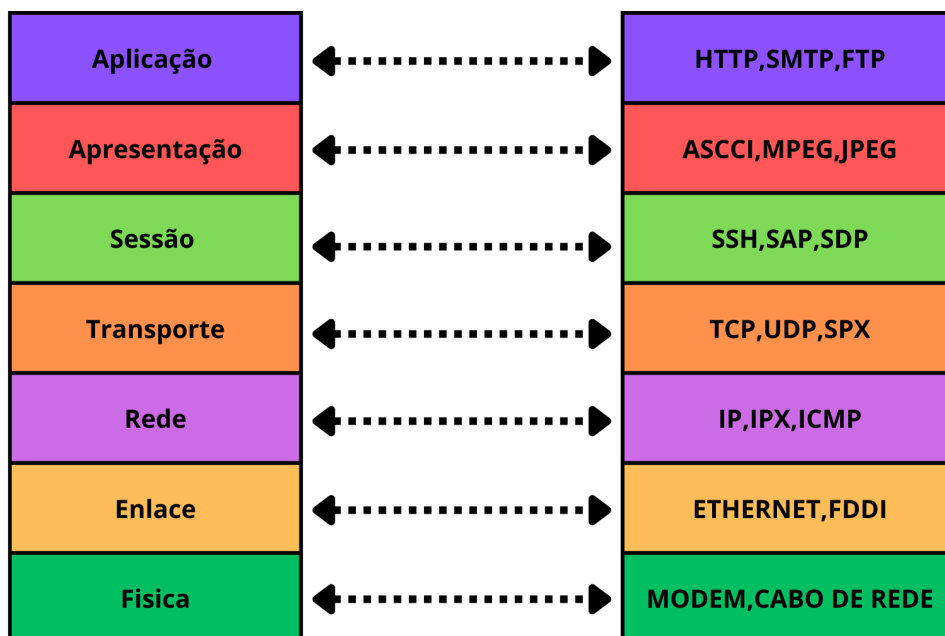 Aplicação
HTTP,SMTP,FTP
Apresentação
ASCCI,MPEG,JPEG
Sessão
SSH,SAP,SDP
Transporte
TCP,UDP,SPX
Rede
IP,IPX,ICMP
Enlace
ETHERNET,FDDI
Fisica
MODEM,CABO DE REDE